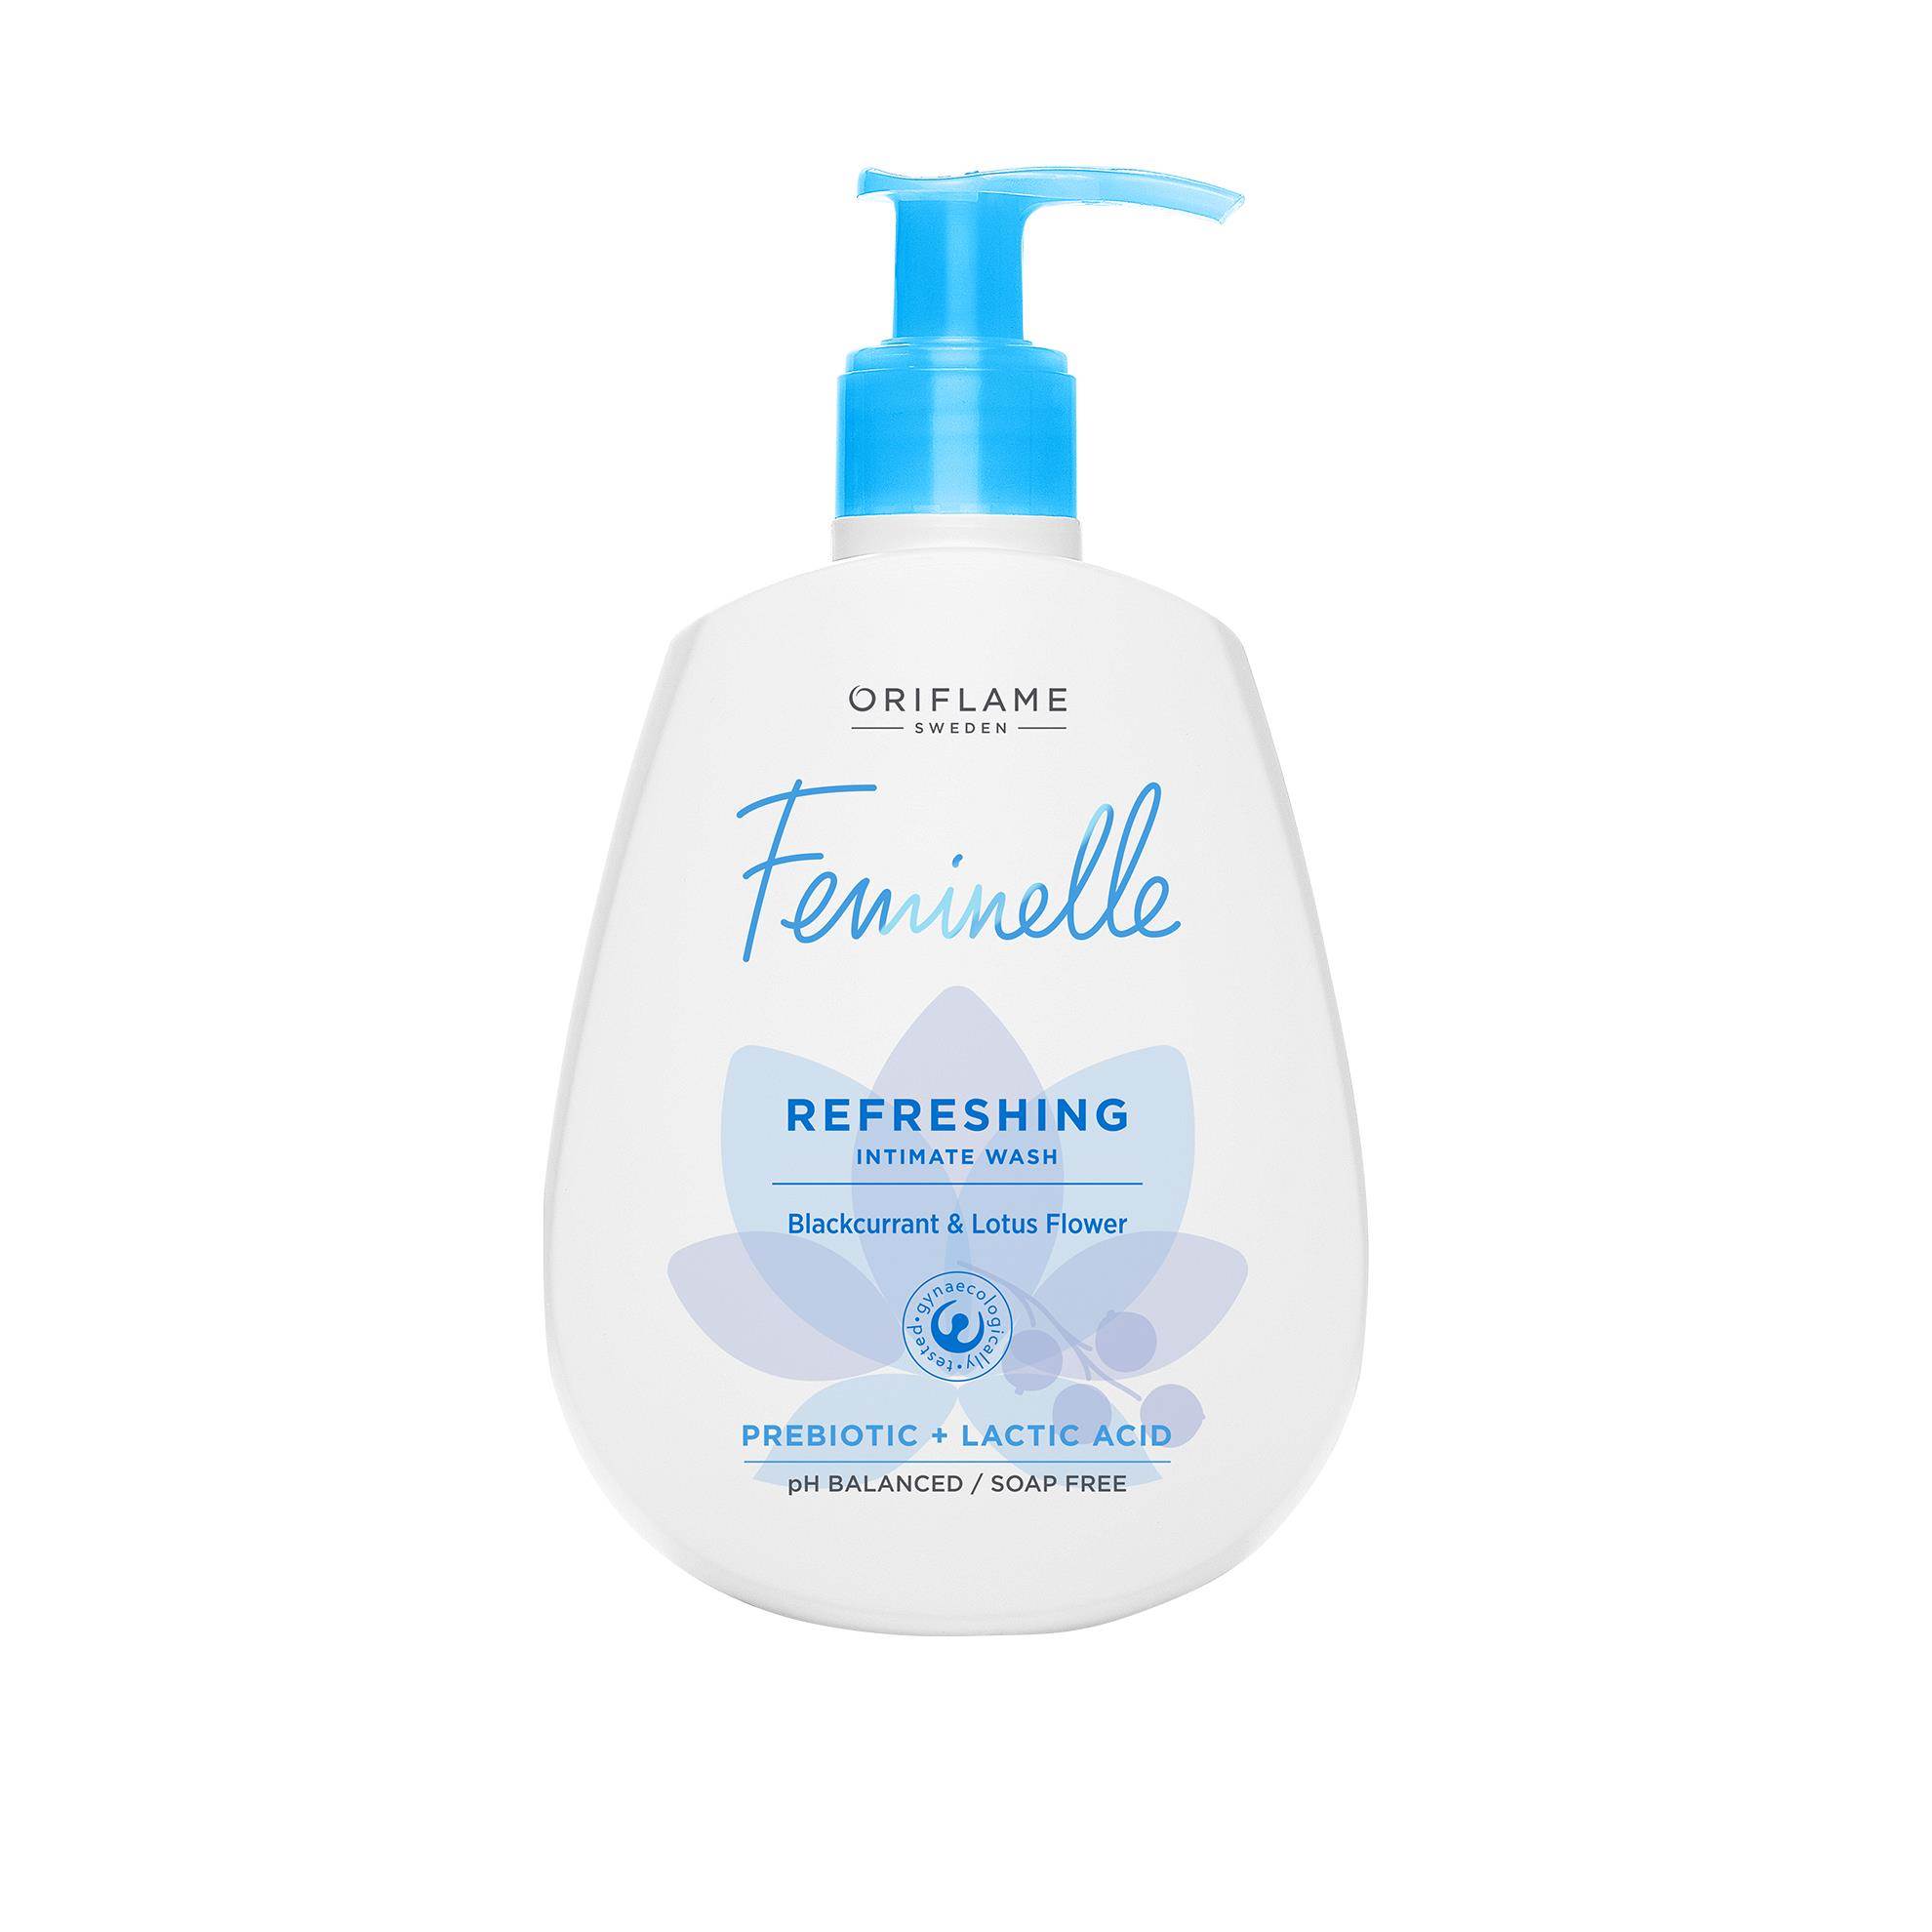 ORIFLAME
SWEDEN
Feminelle
REFRESHING
INTIMATE WASH
Blackcurrant & Lotus Flower
gynaecologically • tested •
PREBIOTIC + LACTIC ACID
pH BALANCED / SOAP FREE